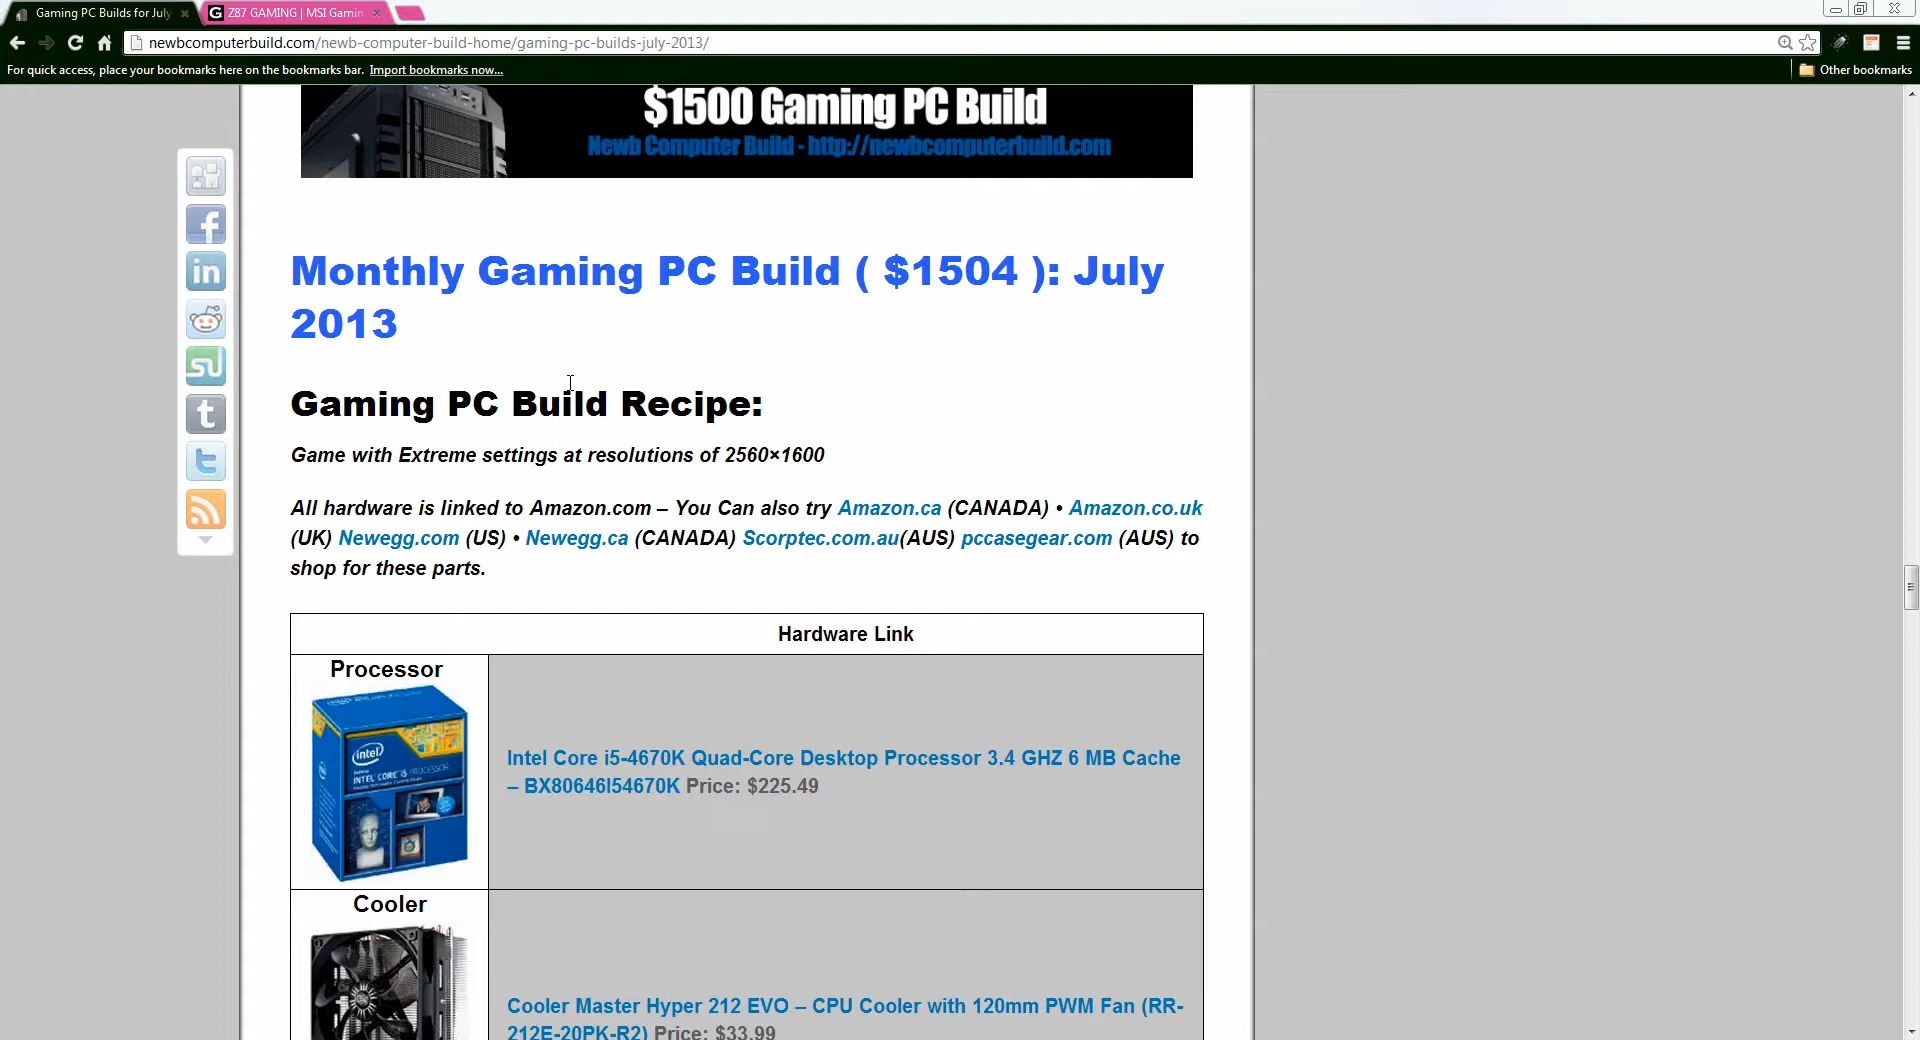 Gaming PC Builds for July
Z87 GAMING | MSI Gamin
newbcomputerbuild.com/newb-computer-build-home/gaming-pc-builds-july-2013/
For quick access, place your bookmarks here on the bookmarks bar. Import bookmarks now...
Other bookmarks
$1500 Gaming PC Build
Newb Computer Build - http://newbcomputerbuild.com
Monthly Gaming PC Build ( $1504 ): July
2013
Gaming PC Build Recipe:
Game with Extreme settings at resolutions of 2560×1600
All hardware is linked to Amazon.com – You Can also try Amazon.ca (CANADA) • Amazon.co.uk
(UK) Newegg.com (US) • Newegg.ca (CANADA) Scorptec.com.au(AUS) pccasegear.com (AUS) to
shop for these parts.
Hardware Link
Processor
intel
INTEL® CORE™ i5 PROCESSOR
Intel Core i5-4670K Quad-Core Desktop Processor 3.4 GHZ 6 MB Cache
– BX80646I54670K Price: $225.49
Cooler
Cooler Master Hyper 212 EVO – CPU Cooler with 120mm PWM Fan (RR-
212E-20PK-R2) Price: $33.99